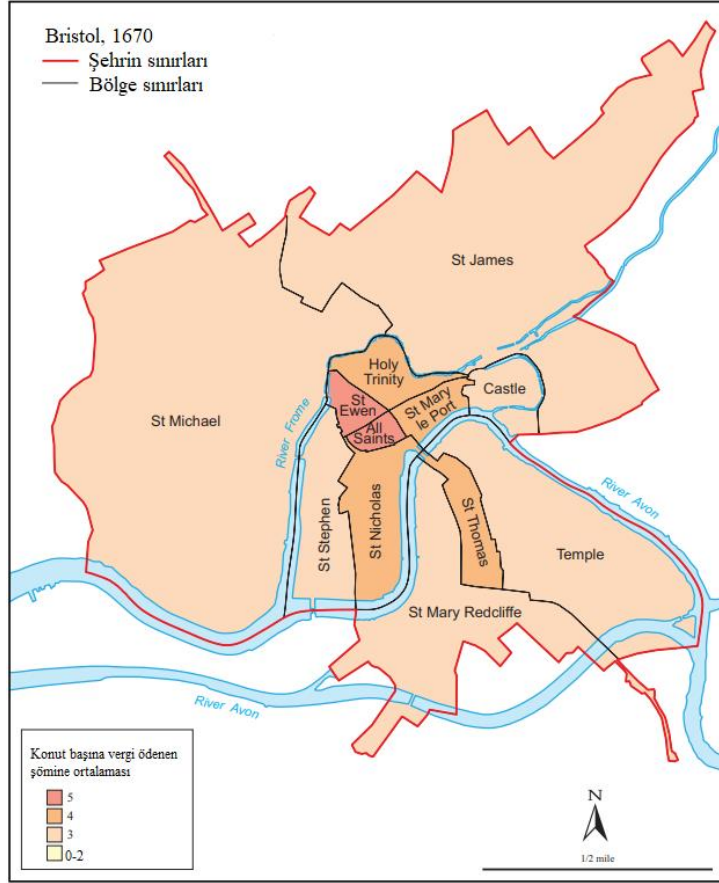 Bristol, 1670
Şehrin sınırları
Bölge sınırları
St James
Holy
Trinity
Castle
St
Ewen
St Mary
le Port
All
Saints
St Michael
River Frome
St Stephen
St Nicholas
St Thomas
River Avon
Temple
St Mary Redcliffe
River Avon
Konut başına vergi ödenen
şömine ortalaması
5
4
3
0-2
N
1/2 mile